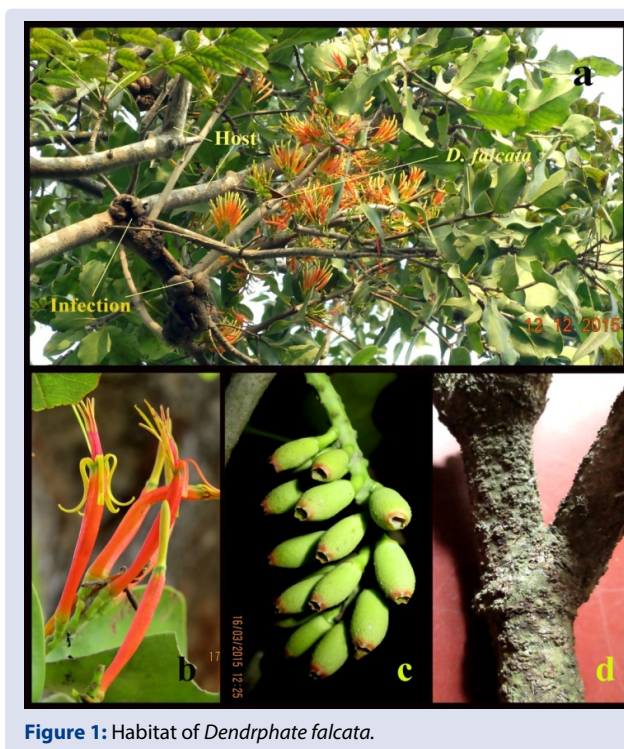 a
Host
D. falcata
Infection
12 12 2015
b
17
16/03/2015 12:25
c
d
Figure 1: Habitat of Dendrphate falcata.